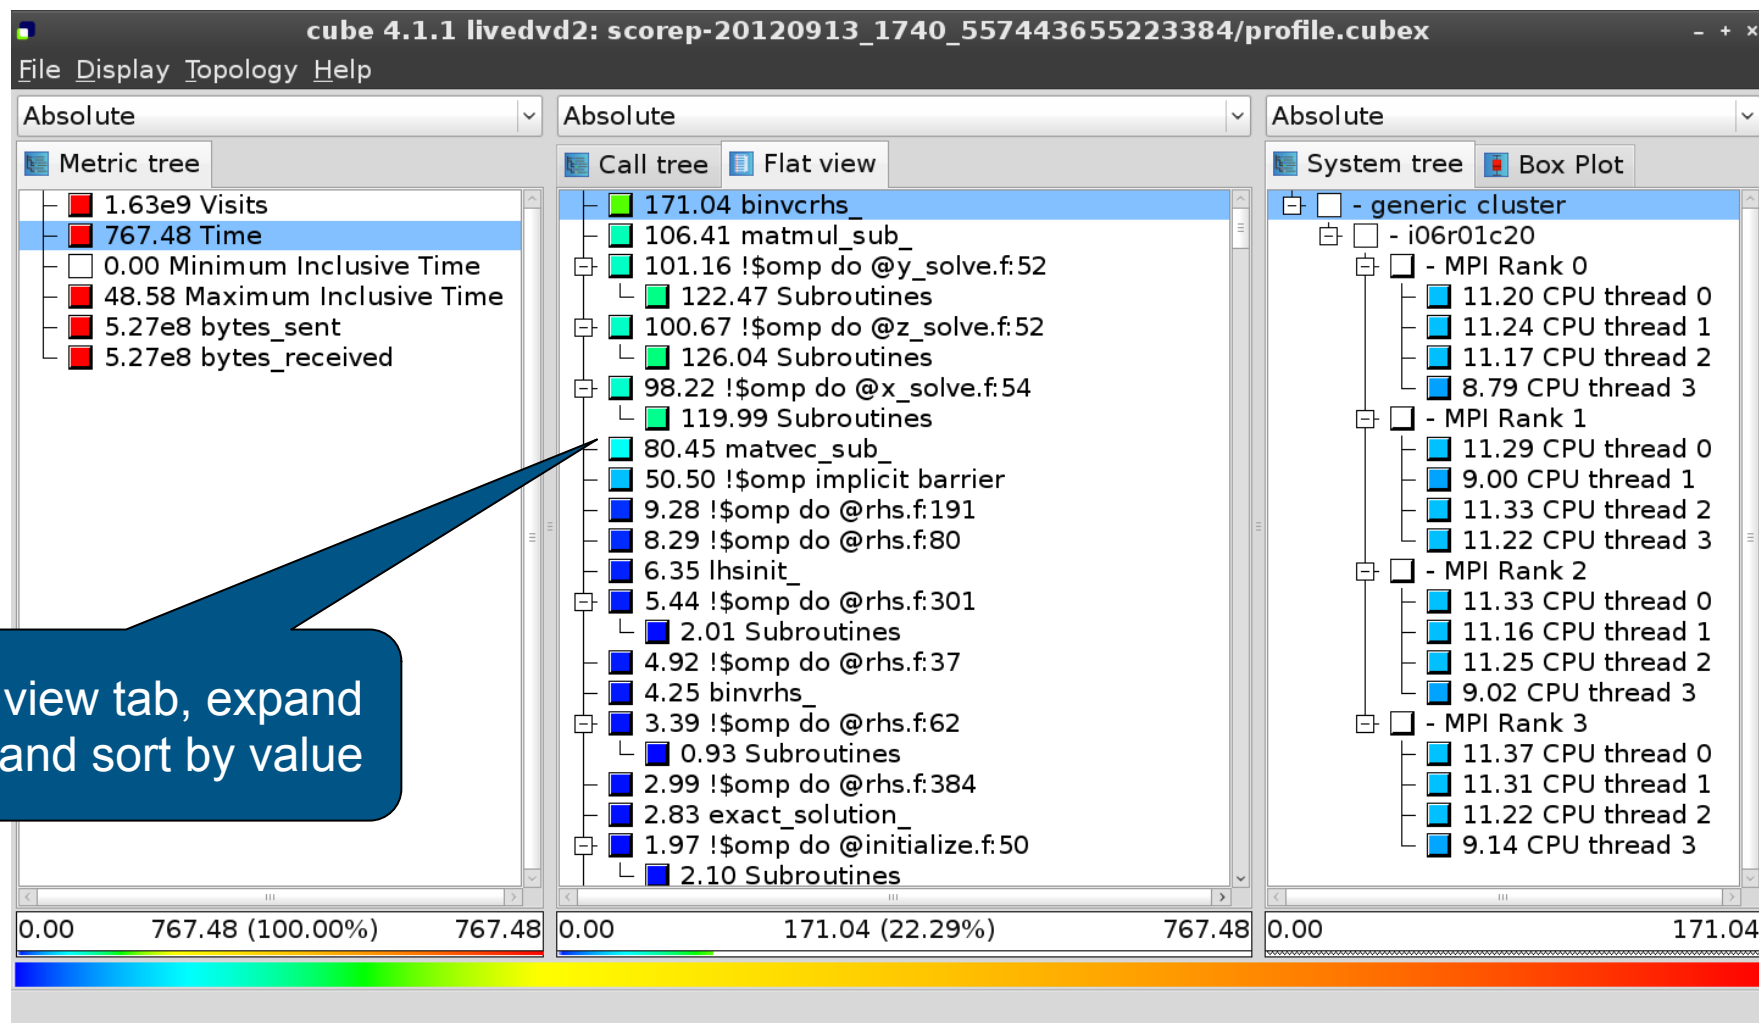 cube 4.1.1 livedvd2: scorep-20120913_1740_557443655223384/profile.cubex
File Display Topology Help
Absolute
Metric tree
1.63e9 Visits
767.48 Time
0.00 Minimum Inclusive Time
48.58 Maximum Inclusive Time
5.27e8 bytes_sent
5.27e8 bytes_received
view tab, expand
and sort by value
0.00 767.48 (100.00%) 767.48
Absolute
Call tree Flat view
171.04 binvcrhs_
106.41 matmul_sub_
101.16 !$omp do @y_solve.f:52
122.47 Subroutines
100.67 !$omp do @z_solve.f:52
126.04 Subroutines
98.22 !$omp do @x_solve.f:54
119.99 Subroutines
80.45 matvec_sub_
50.50 !$omp implicit barrier
9.28 !$omp do @rhs.f:191
8.29 !$omp do @rhs.f:80
6.35 lhsinit_
5.44 !$omp do @rhs.f:301
2.01 Subroutines
4.92 !$omp do @rhs.f:37
4.25 binvrhs_
3.39 !$omp do @rhs.f:62
0.93 Subroutines
2.99 !$omp do @rhs.f:384
2.83 exact_solution_
1.97 !$omp do @initialize.f:50
2.10 Subroutines
0.00 171.04 (22.29%) 767.48
Absolute
System tree Box Plot
- generic cluster
- i06r01c20
- MPI Rank 0
11.20 CPU thread 0
11.24 CPU thread 1
11.17 CPU thread 2
8.79 CPU thread 3
- MPI Rank 1
11.29 CPU thread 0
9.00 CPU thread 1
11.33 CPU thread 2
11.22 CPU thread 3
- MPI Rank 2
11.33 CPU thread 0
11.16 CPU thread 1
11.25 CPU thread 2
9.02 CPU thread 3
- MPI Rank 3
11.37 CPU thread 0
11.31 CPU thread 1
11.22 CPU thread 2
9.14 CPU thread 3
0.00 171.04